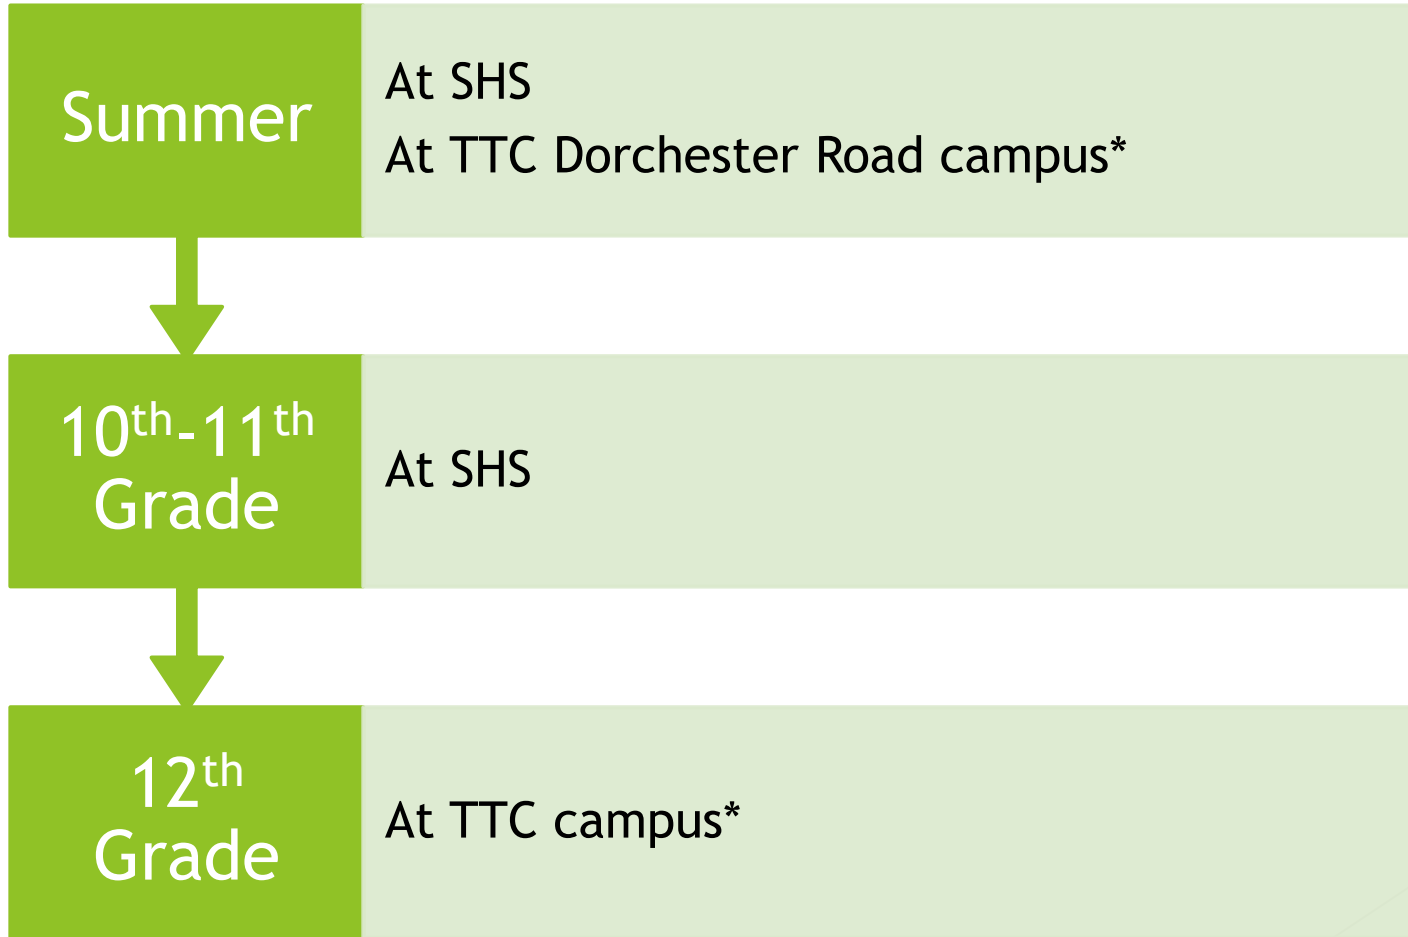 Summer
At SHS
At TTC Dorchester Road campus*
10th-11th
Grade
At SHS
12th
Grade
At TTC campus*